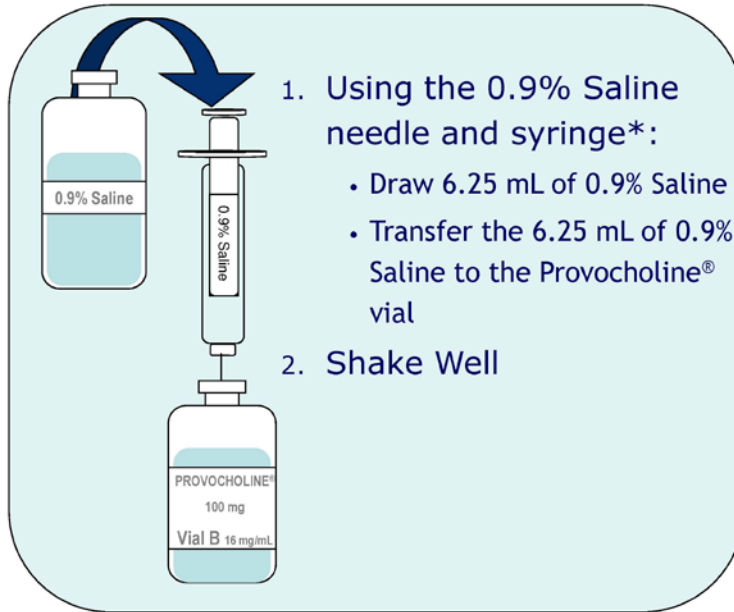 1. Using the 0.9% Saline
needle and syringe*:
• Draw 6.25 mL of 0.9% Saline
• Transfer the 6.25 mL of 0.9%
Saline to the Provocholine®
vial
2. Shake Well
0.9% Saline
0.9% Saline
PROVOCHOLINE®
100 mg
Vial B 16 mg/mL